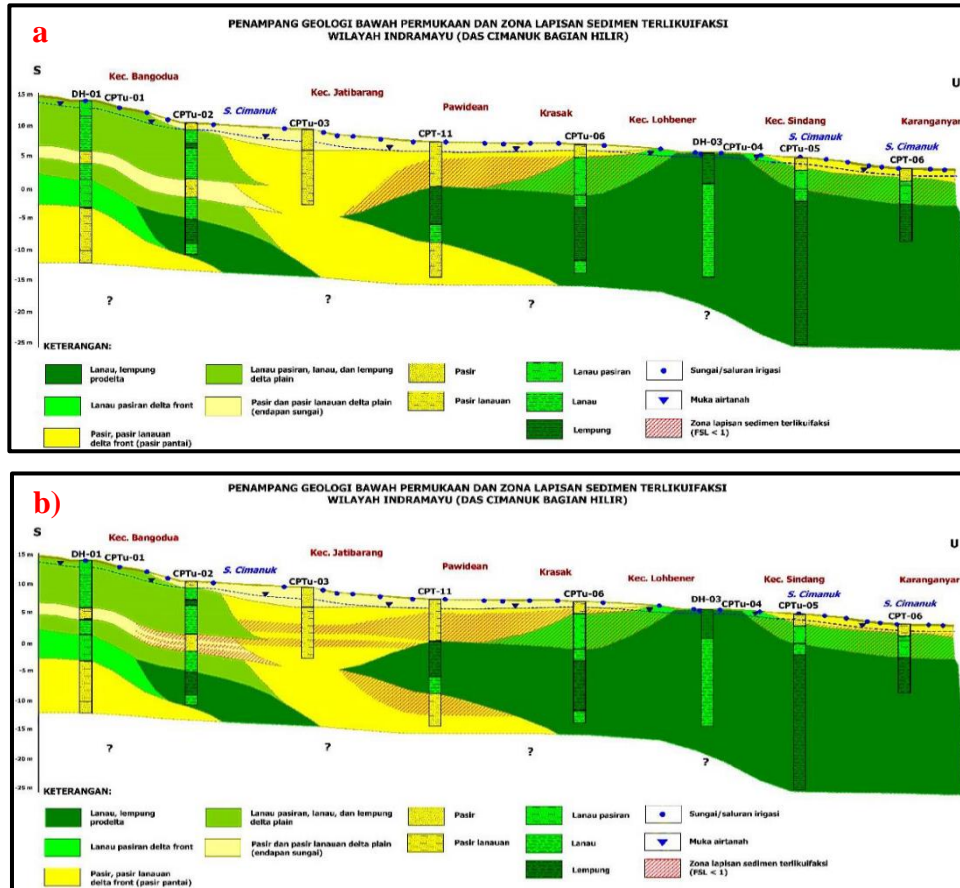 a
PENAMPANG GEOLOGI BAWAH PERMUKAAN DAN ZONA LAPISAN SEDIMEN TERLIKUIFAKSI
WILAYAH INDRAMAYU (DAS CIMANUK BAGIAN HILIR)
S
U
Kec. Bangodua
Kec. Jatibarang
Pawidean
Krasak
Kec. Lohbener
Kec. Sindang
Karanganyar
S. Cimanuk
S. Cimanuk
S. Cimanuk
DH-01
CPTu-01
CPTu-02
CPTu-03
CPT-11
CPTu-06
DH-03
CPTu-04
CPTu-05
CPT-06
15 m
10 m
5 m
0 m
-5 m
-10 m
-15 m
-20 m
-25 m
?
?
?
?
KETERANGAN:
Lanau, lempung
prodelta
Lanau pasiran delta front
Pasir, pasir lanauan
delta front (pasir pantai)
Lanau pasiran, lanau, dan lempung
delta plain
Pasir dan pasir lanauan delta plain
(endapan sungai)
Pasir
Pasir lanauan
Lanau pasiran
Lanau
Lempung
Sungai/saluran irigasi
Muka airtanah
Zona lapisan sedimen terlikuifaksi
(FSL < 1)
b)
PENAMPANG GEOLOGI BAWAH PERMUKAAN DAN ZONA LAPISAN SEDIMEN TERLIKUIFAKSI
WILAYAH INDRAMAYU (DAS CIMANUK BAGIAN HILIR)
S
U
Kec. Bangodua
Kec. Jatibarang
Pawidean
Krasak
Kec. Lohbener
Kec. Sindang
Karanganyar
S. Cimanuk
S. Cimanuk
S. Cimanuk
DH-01
CPTu-01
CPTu-02
CPTu-03
CPT-11
CPTu-06
DH-03
CPTu-04
CPTu-05
CPT-06
15 m
10 m
5 m
0 m
-5 m
-10 m
-15 m
-20 m
-25 m
?
?
?
?
KETERANGAN:
Lanau, lempung
prodelta
Lanau pasiran delta front
Pasir, pasir lanauan
delta front (pasir pantai)
Lanau pasiran, lanau, dan lempung
delta plain
Pasir dan pasir lanauan delta plain
(endapan sungai)
Pasir
Pasir lanauan
Lanau pasiran
Lanau
Lempung
Sungai/saluran irigasi
Muka airtanah
Zona lapisan sedimen terlikuifaksi
(FSL < 1)